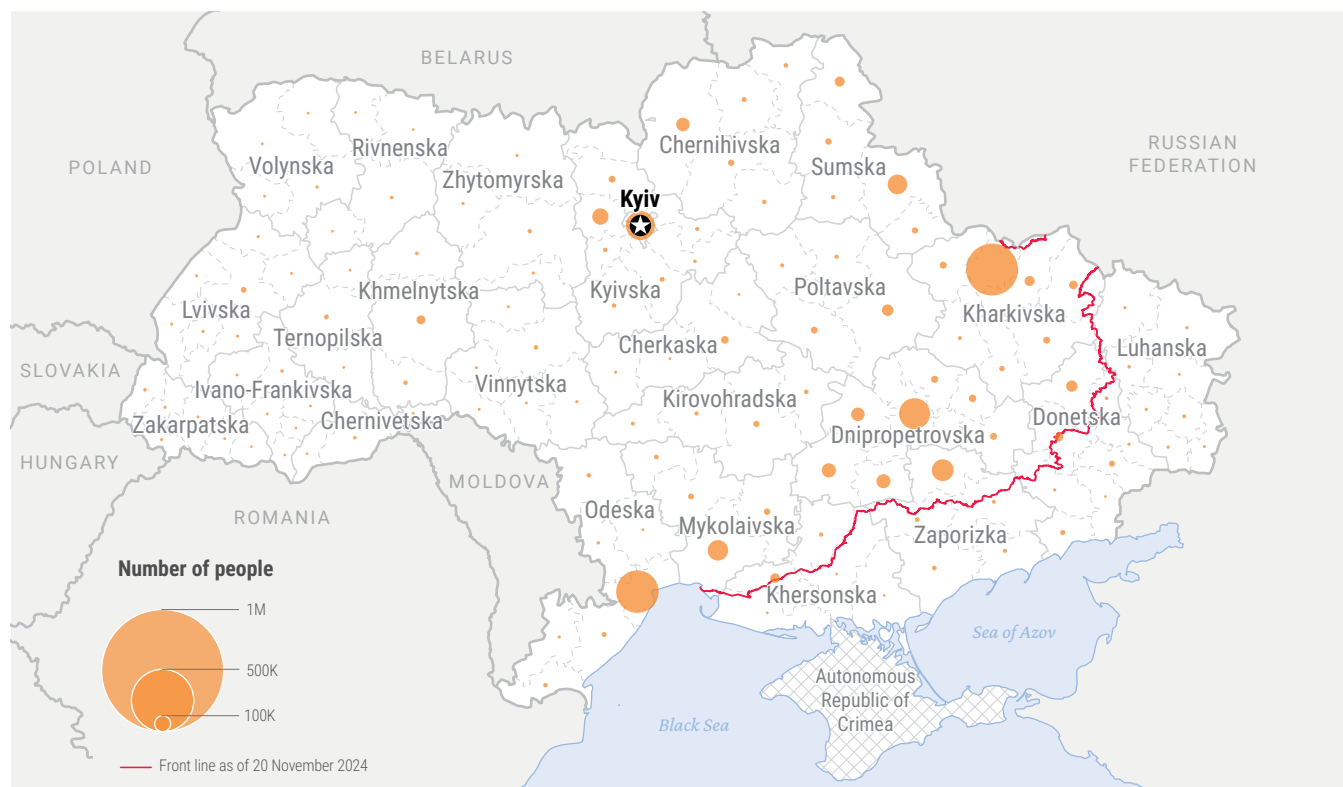 BELARUS
RUSSIAN
FEDERATION
POLAND
Chernihivska
Rivnenska
Volynska
Sumska
Zhytomyrska
Kyiv
Kyivska
Poltavska
Khmelnytska
Lvivska
Kharkivska
Ternopilska
Cherkaska
Luhanska
SLOVAKIA
Ivano-Frankivska
Vinnytska
Kirovohradska
Zakarpatska
Chernivetska
Donetska
Dnipropetrovska
HUNGARY
MOLDOVA
ROMANIA
Odeska
Mykolaivska
Zaporizka
Khersonska
Sea of Azov
Autonomous
Republic of
Crimea
Black Sea
Number of people
1M
500K
100K
Front line as of 20 November 2024